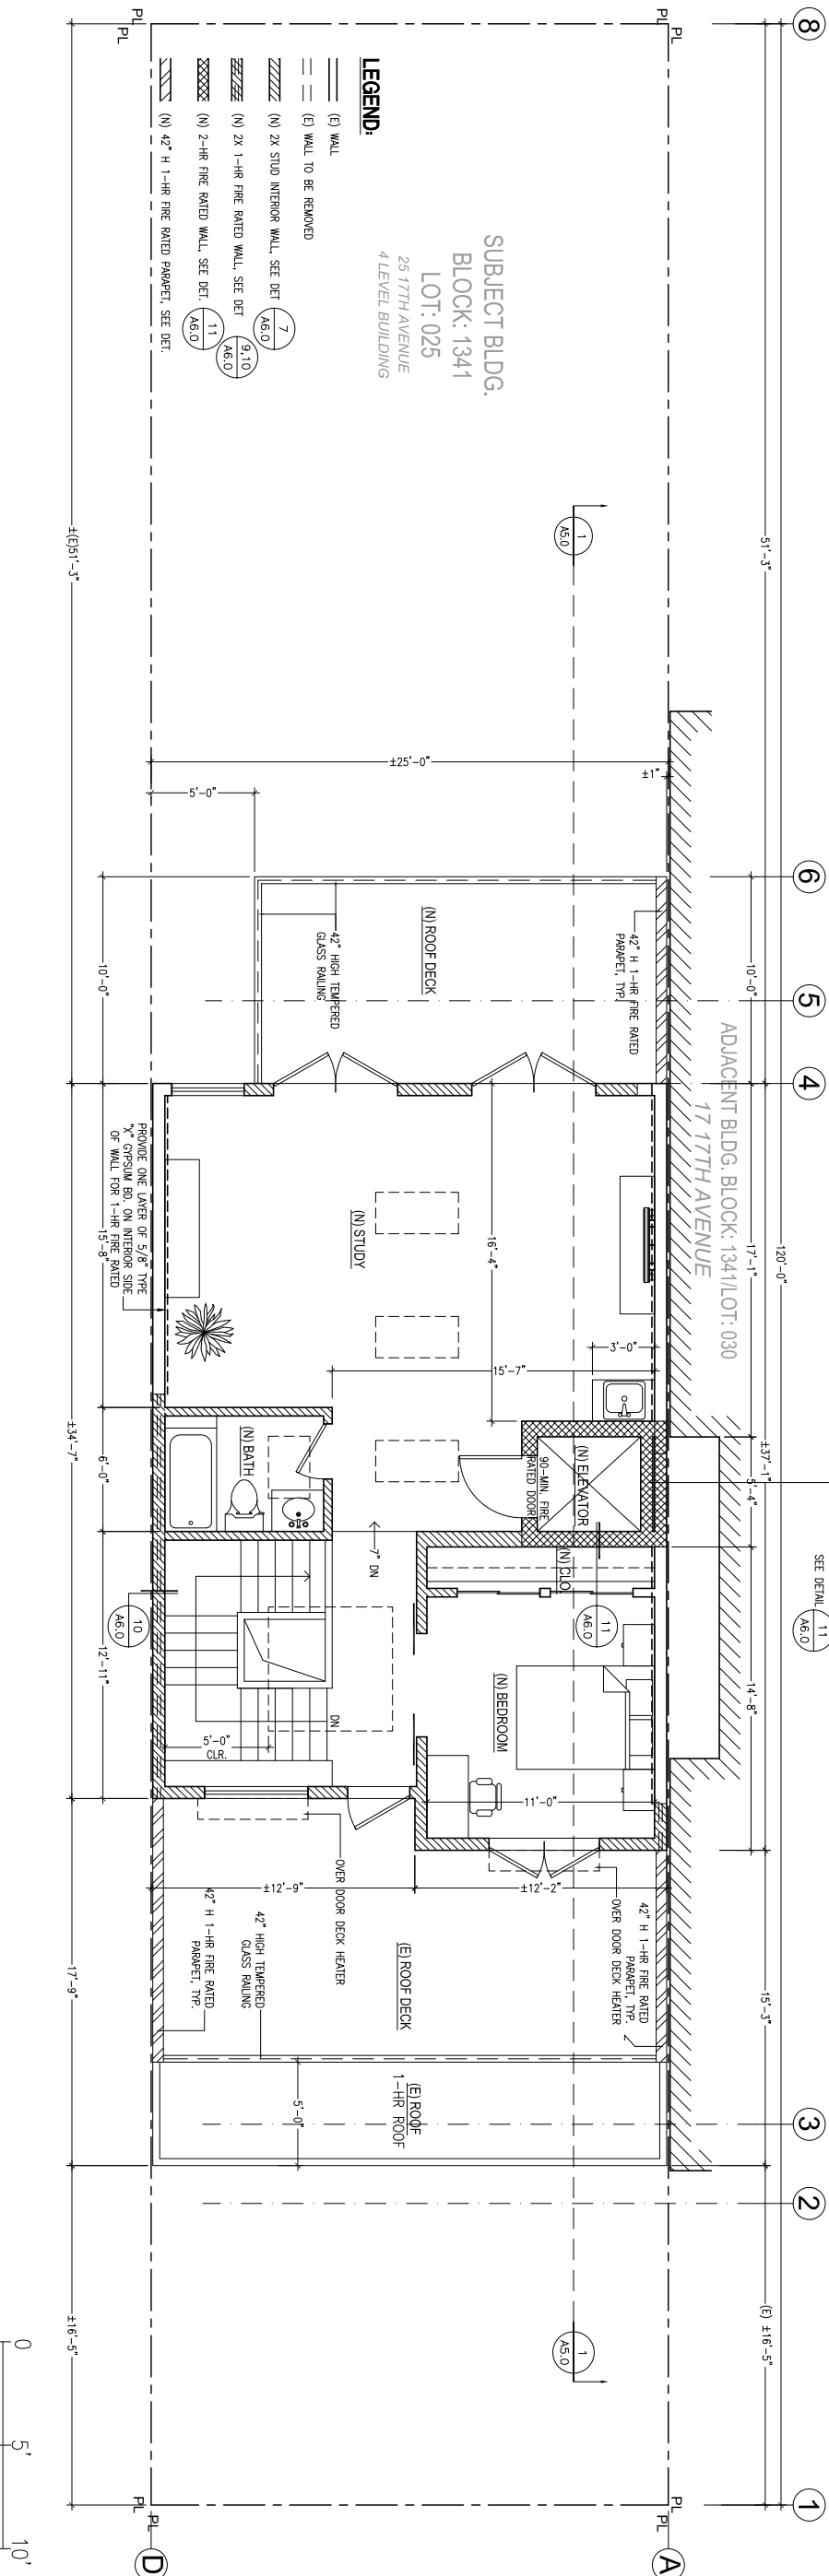 8
6
5
4
3
2
1
A
D
PL
PL
PL
PL
PL
PL
PL
PL
120'-0"
51'-3"
10'-0"
17'-1"
±37'-1"
5'-4"
14'-8"
15'-3"
(E) ±16'-5"
SEE DETAIL
11
A6.0
ADJACENT BLDG. BLOCK: 1341/LOT: 030
17 17TH AVENUE
SUBJECT BLDG.
BLOCK: 1341
LOT: 025
25 17TH AVENUE
4 LEVEL BUILDING
LEGEND:
(E) WALL
(E) WALL TO BE REMOVED
(N) 2X STUD INTERIOR WALL, SEE DET
7
A6.0
(N) 2X 1-HR FIRE RATED WALL, SEE DET
9,10
A6.0
(N) 2-HR FIRE RATED WALL, SEE DET.
11
A6.0
(N) 42" H 1-HR FIRE RATED PARAPET, SEE DET.
1
A5.0
1
A5.0
±25'-0"
±1"
5'-0"
42" H 1-HR FIRE RATED
PARAPET, TYP.
(N) ROOF DECK
42" HIGH TEMPERED
GLASS RAILING
(N) STUDY
16'-4"
15'-7"
3'-0"
(N) ELEVATOR
90-MIN. FIRE
RATED DOOR
(N) CLO.
11
A6.0
(N) BEDROOM
11'-0"
(N) BATH
7" DN
DN
5'-0"
CLR.
10
A6.0
PROVIDE ONE LAYER OF 5/8" TYPE
"X" GYPSUM BD. ON INTERIOR SIDE
OF WALL FOR 1-HR FIRE RATED
42" H 1-HR FIRE RATED
PARAPET, TYP.
OVER DOOR DECK HEATER
±12'-2"
±12'-9"
OVER DOOR DECK HEATER
(E) ROOF DECK
42" HIGH TEMPERED
GLASS RAILING
42" H 1-HR FIRE RATED
PARAPET, TYP.
(E) ROOF
1-HR ROOF
5'-0"
10'-0"
15'-8"
6'-0"
12'-11"
±(E)51'-3"
±34'-7"
17'-9"
±16'-5"
0
5'
10'